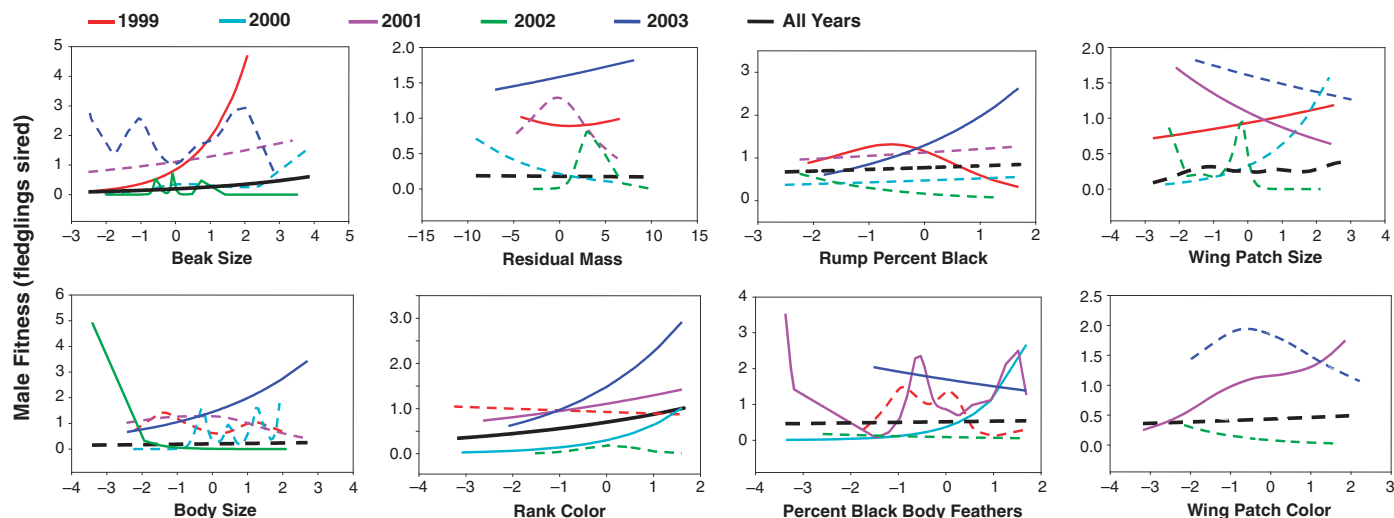 1999 2000 2001 2002 2003 All Years
Male Fitness (fledglings sired)
6
5
4
3
2
1
0
–3 –2 –1 0 1 2 3 4 5
Beak Size
2.0
1.5
1.0
0.5
0.0
–15 –10 –5 0 5 10 15
Residual Mass
3
2
1
0
–3 –2 –1 0 1 2
Rump Percent Black
2.0
1.5
1.0
0.5
0.0
–4 –3 –2 –1 0 1 2 3 4
Wing Patch Size
6
5
4
3
2
1
0
–4 –3 –2 –1 0 1 2 3 4
Body Size
3.0
2.0
1.0
0.0
–4 –3 –2 –1 0 1 2
Rank Color
4
3
2
1
0
–4 –3 –2 –1 0 1 2
Percent Black Body Feathers
2.5
2.0
1.5
1.0
0.5
0.0
–4 –3 –2 –1 0 1 2 3
Wing Patch Color